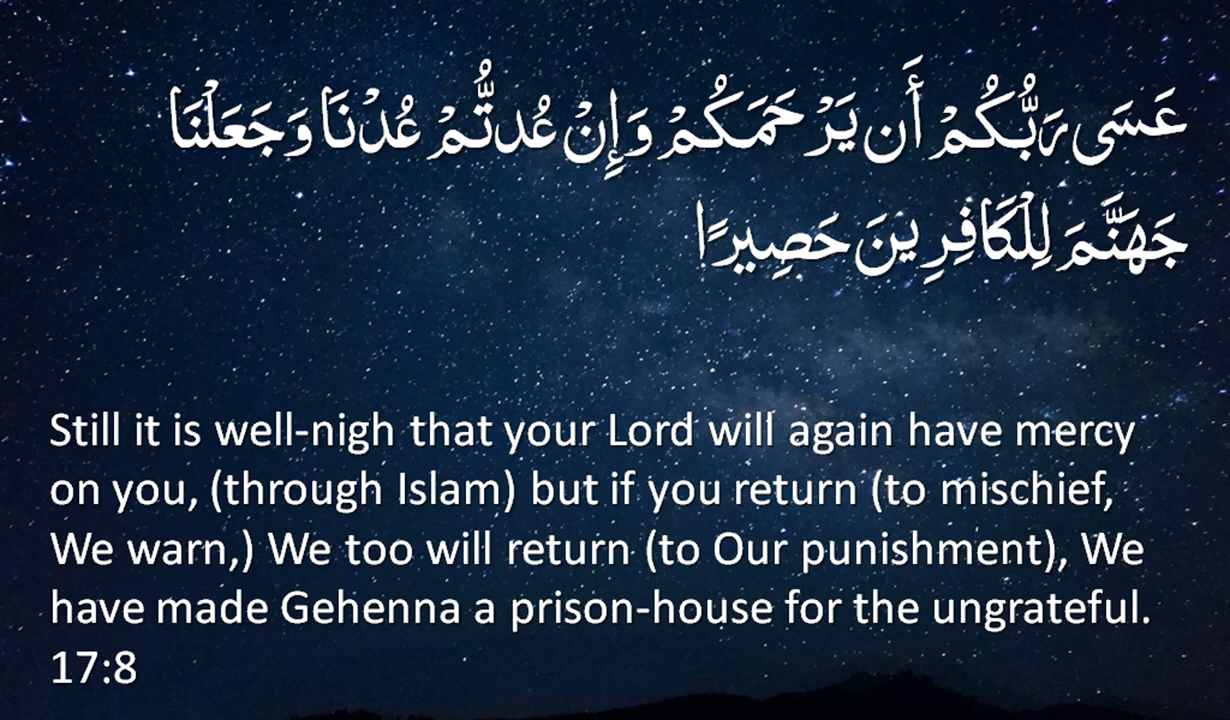 عَسَى رَبُّكُمْ أَن يَرْحَمَكُمْ وَإِنْ عُدتُّمْ عُدْنَا وَجَعَلْنَا
جَهَنَّمَ لِلْكَافِرِينَ حَصِيرًا
Still it is well-nigh that your Lord will again have mercy
on you, (through Islam) but if you return (to mischief,
We warn,) We too will return (to Our punishment), We
have made Gehenna a prison-house for the ungrateful.
17:8